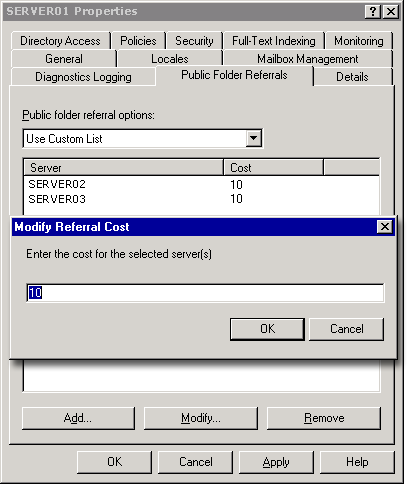 SERVER01 Properties
Directory Access Policies Security Full-Text Indexing Monitoring
General Locales Mailbox Management
Diagnostics Logging Public Folder Referrals Details
Public folder referral options:
Use Custom List
Server Cost
SERVER02 10
SERVER03 10
Modify Referral Cost
Enter the cost for the selected server(s)
10
OK Cancel
Add... Modify... Remove
OK Cancel Apply Help